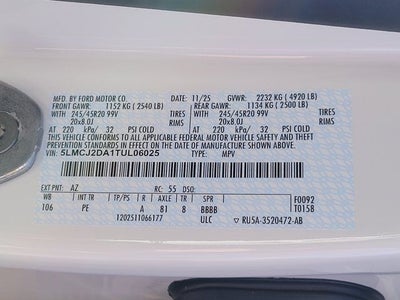 MFD. BY FORD MOTOR CO. 11/25 GVWR: 2232 KG (4920 LB)
FRONT GAWR: 1152 KG (2540 LB) REAR GAWR: 1134 KG (2500 LB)
WITH 245/45R20 99V TIRES WITH 245/45R20 99V TIRES
20x8.0J RIMS 20x8.0J RIMS
AT 220 kPa/ 32 PSI COLD AT 220 kPa/ 32 PSI COLD
THIS VEHICLE CONFORMS TO ALL APPLICABLE FEDERAL MOTOR VEHICLE SAFETY AND THEFT
PREVENTION STANDARDS IN EFFECT ON THE DATE OF MANUFACTURE SHOWN ABOVE.
VIN: 5LMCJ2DA1TUL06025 TYPE: MPV
EXT PNT: AZ RC: 55 DSO:
WB INT TR TP/PS R AXLE TR SPR F0092
106 PE A B1 8 BBBB T015B
1202511066177 ULC RU5A-3520472-AB